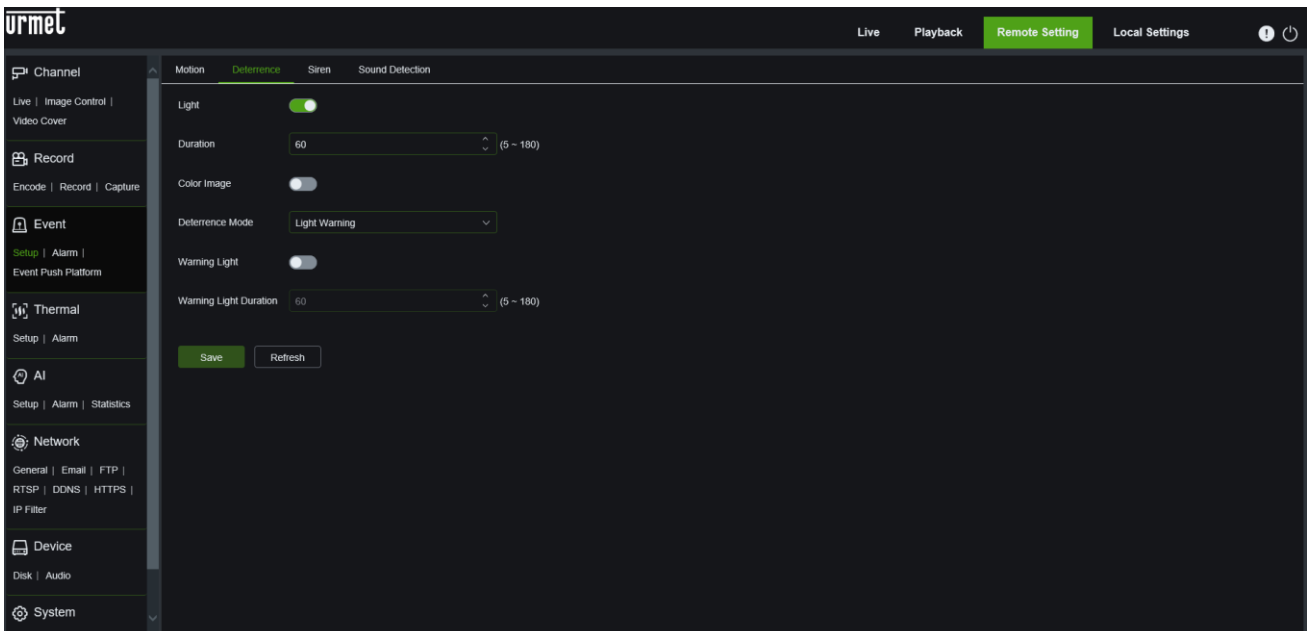 urmet
Live Playback Remote Setting Local Settings
Channel
Live | Image Control |
Video Cover
Record
Encode | Record | Capture
Event
Setup | Alarm |
Event Push Platform
Thermal
Setup | Alarm
AI
Setup | Alarm | Statistics
Network
General | Email | FTP |
RTSP | DDNS | HTTPS |
IP Filter
Device
Disk | Audio
System
Motion Deterrence Siren Sound Detection
Light
Duration 60 (5 ~ 180)
Color Image
Deterrence Mode Light Warning
Warning Light
Warning Light Duration 60 (5 ~ 180)
Save Refresh